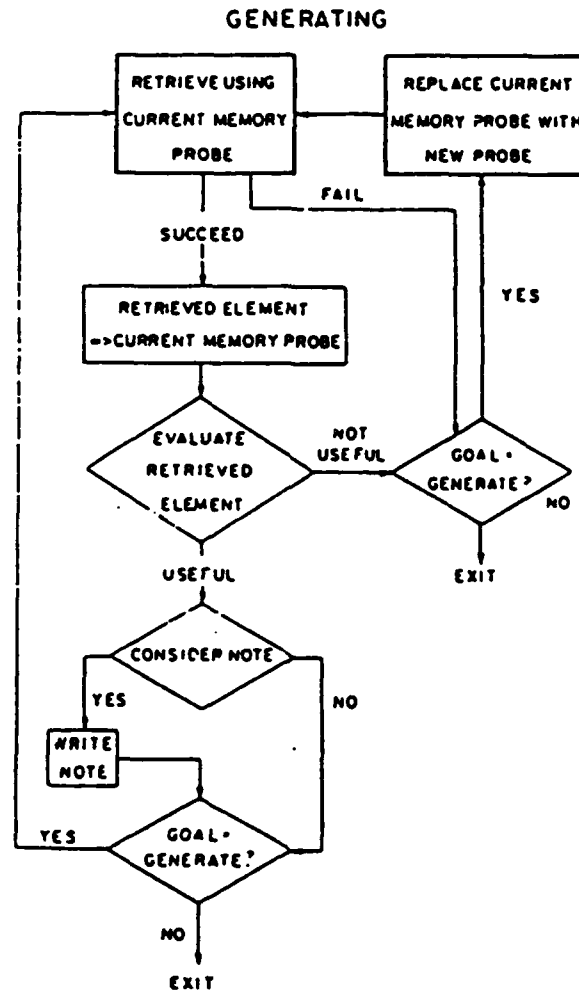 GENERATING
RETRIEVE USING
CURRENT MEMORY
PROBE
REPLACE CURRENT
MEMORY PROBE WITH
NEW PROBE
FAIL
SUCCEED
YES
RETRIEVED ELEMENT
=>CURRENT MEMORY PROBE
EVALUATE
RETRIEVED
ELEMENT
NOT
USEFUL
GOAL=
GENERATE?
NO
EXIT
USEFUL
CONSIDER NOTE
YES
NO
WRITE
NOTE
YES
GOAL=
GENERATE?
NO
EXIT